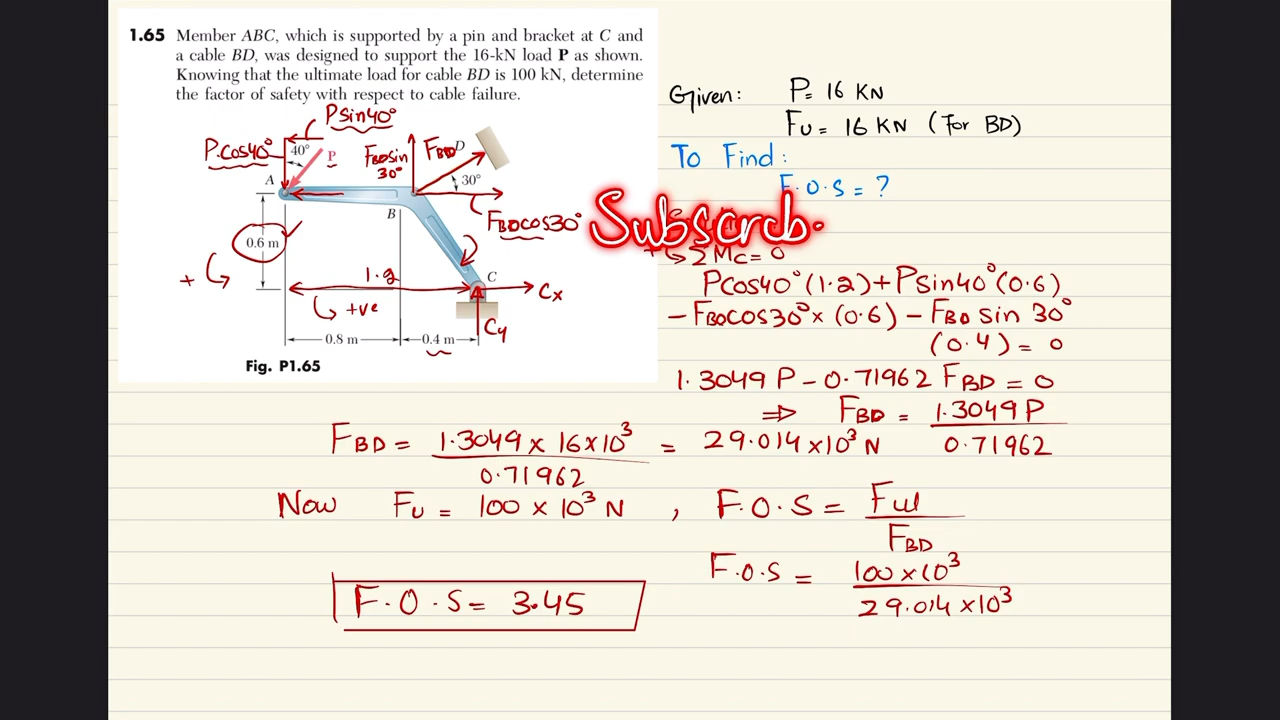 1.65 Member ABC, which is supported by a pin and bracket at C and
a cable BD, was designed to support the 16-kN load P as shown.
Knowing that the ultimate load for cable BD is 100 kN, determine
the factor of safety with respect to cable failure.
Psin40°
P.cos40°
40°
P
FBDsin
30°
FBD
D
30°
A
B
FBDcos30°
0.6 m
+
1.2
+ve
C
Cx
Cy
0.8 m
0.4 m
Fig. P1.65
Given: P= 16 KN
Fu = 16 KN (For BD)
To Find:
F.O.S = ?
Subscrcb.
+ ΣMc = 0
Pcos40°(1.2)+Psin40°(0.6)
- FBDcos30° x (0.6) - FBD sin 30°
(0.4) = 0
1.3049 P - 0.71962 FBD = 0
⇒ FBD = 1.3049 P
0.71962
FBD = 1.3049 x 16 x 10³ = 29.014 x 10³ N
0.71962
Now Fu = 100 x 10³ N , F.O.S = Ful
FBD
F.O.S = 100 x 10³
29.014 x 10³
F.O.S = 3.45